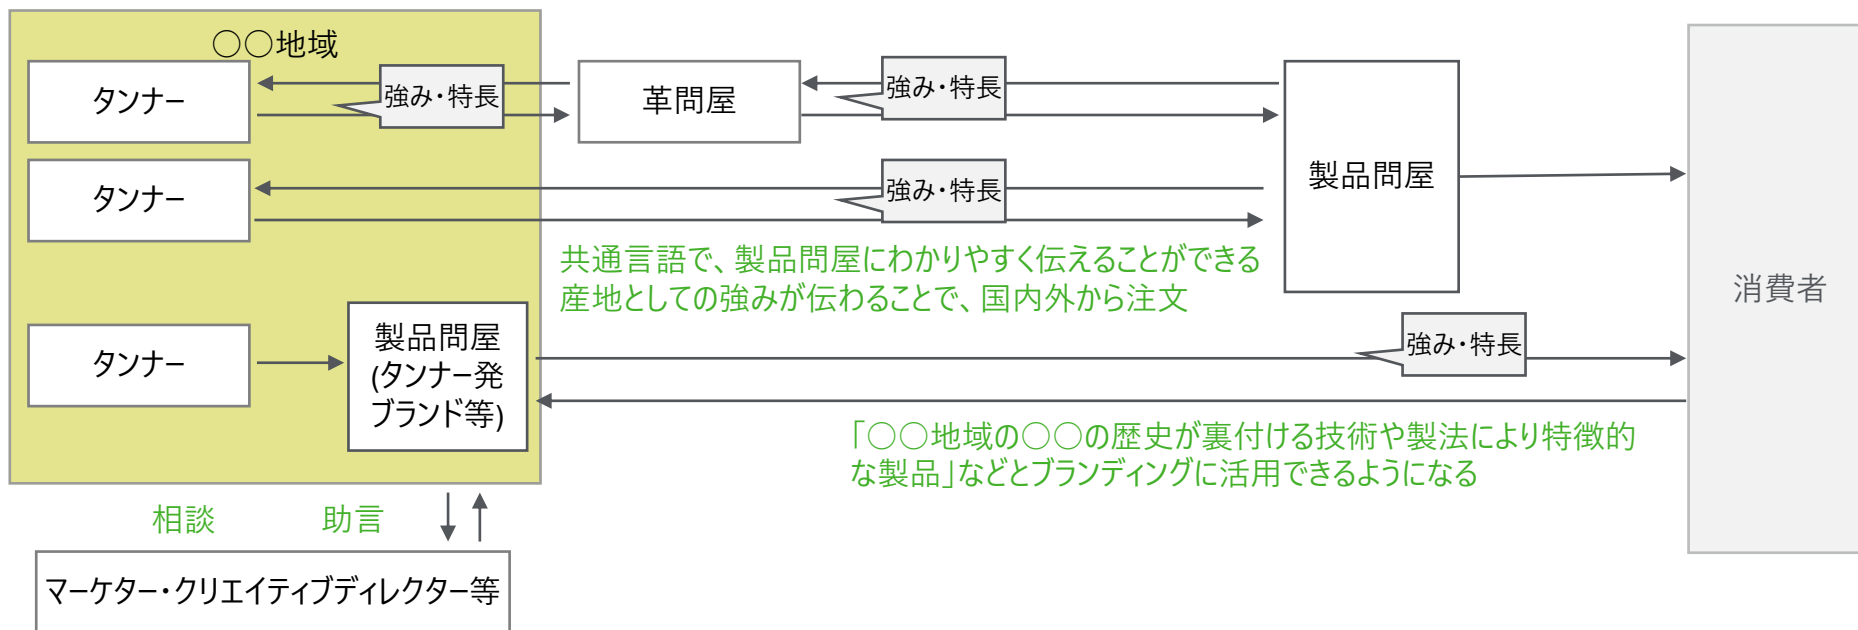 〇〇地域
タンナー
強み・特長
革問屋
強み・特長
タンナー
強み・特長
製品問屋
共通言語で、製品問屋にわかりやすく伝えることができる
産地としての強みが伝わることで、国内外から注文
消費者
タンナー
製品問屋
(タンナー発
ブランド等)
強み・特長
「〇〇地域の〇〇の歴史が裏付ける技術や製法により特徴的
な製品」などとブランディングに活用できるようになる
相談
助言
マーケター・クリエイティブディレクター等